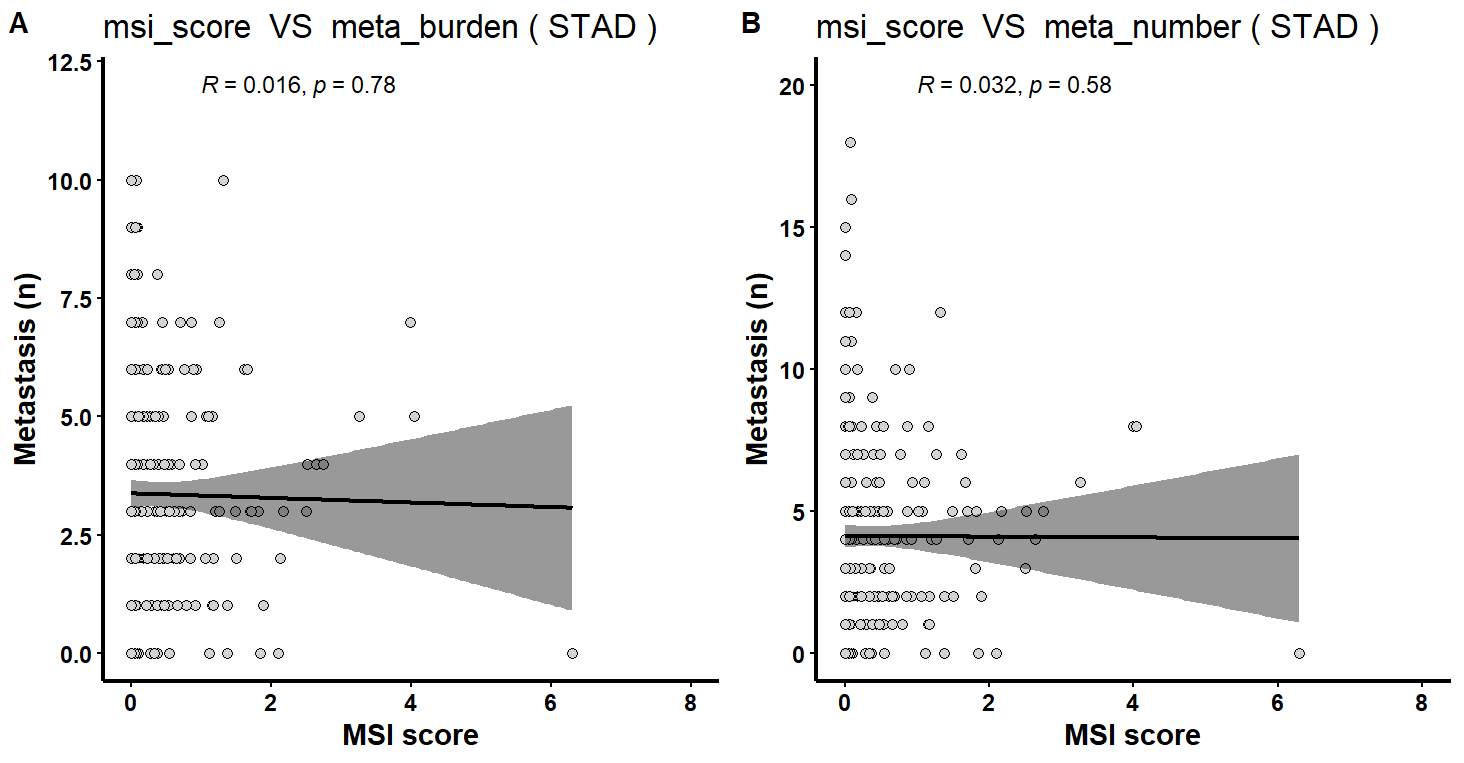 A
msi_score VS meta_burden ( STAD )
R = 0.016, p = 0.78
Metastasis (n)
12.5
10.0
7.5
5.0
2.5
0.0
0 2 4 6 8
MSI score
B
msi_score VS meta_number ( STAD )
R = 0.032, p = 0.58
Metastasis (n)
20
15
10
5
0
0 2 4 6 8
MSI score